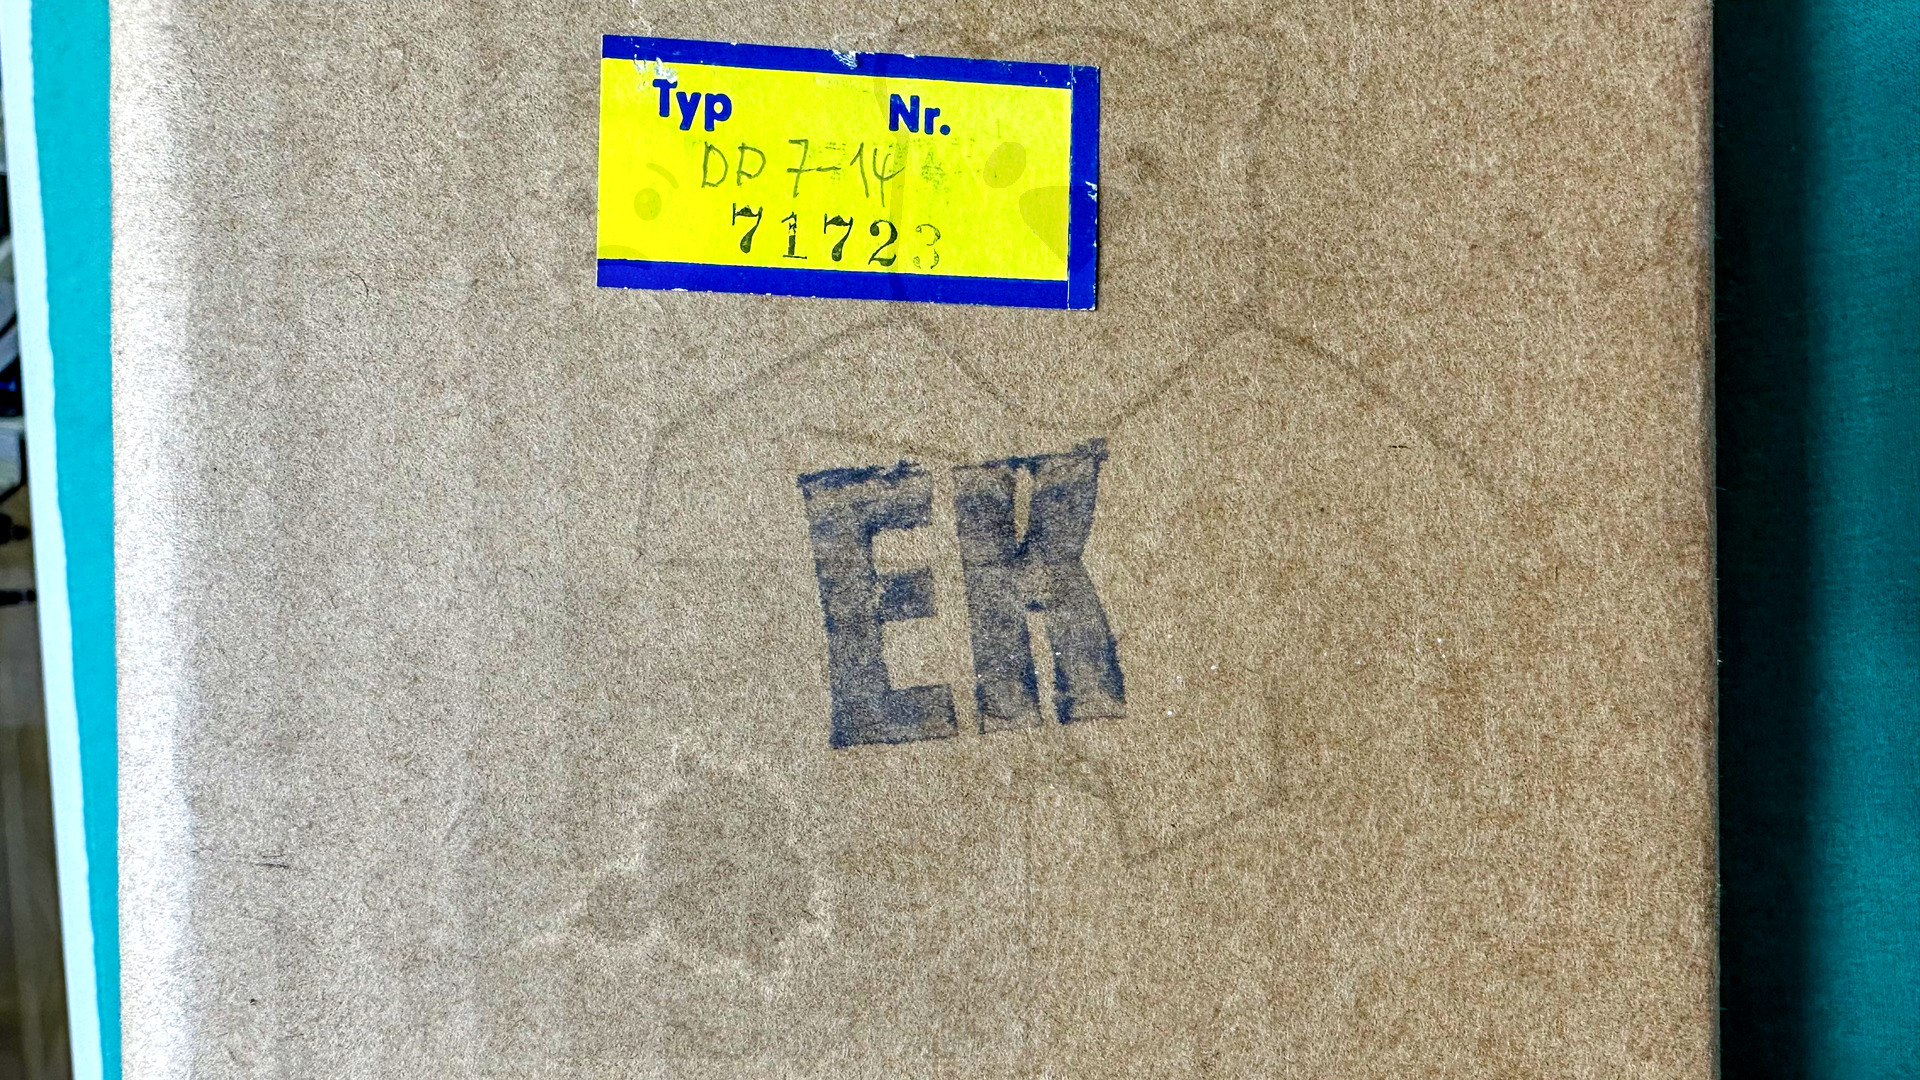 Typ Nr.
DP 7-14
71723
EK